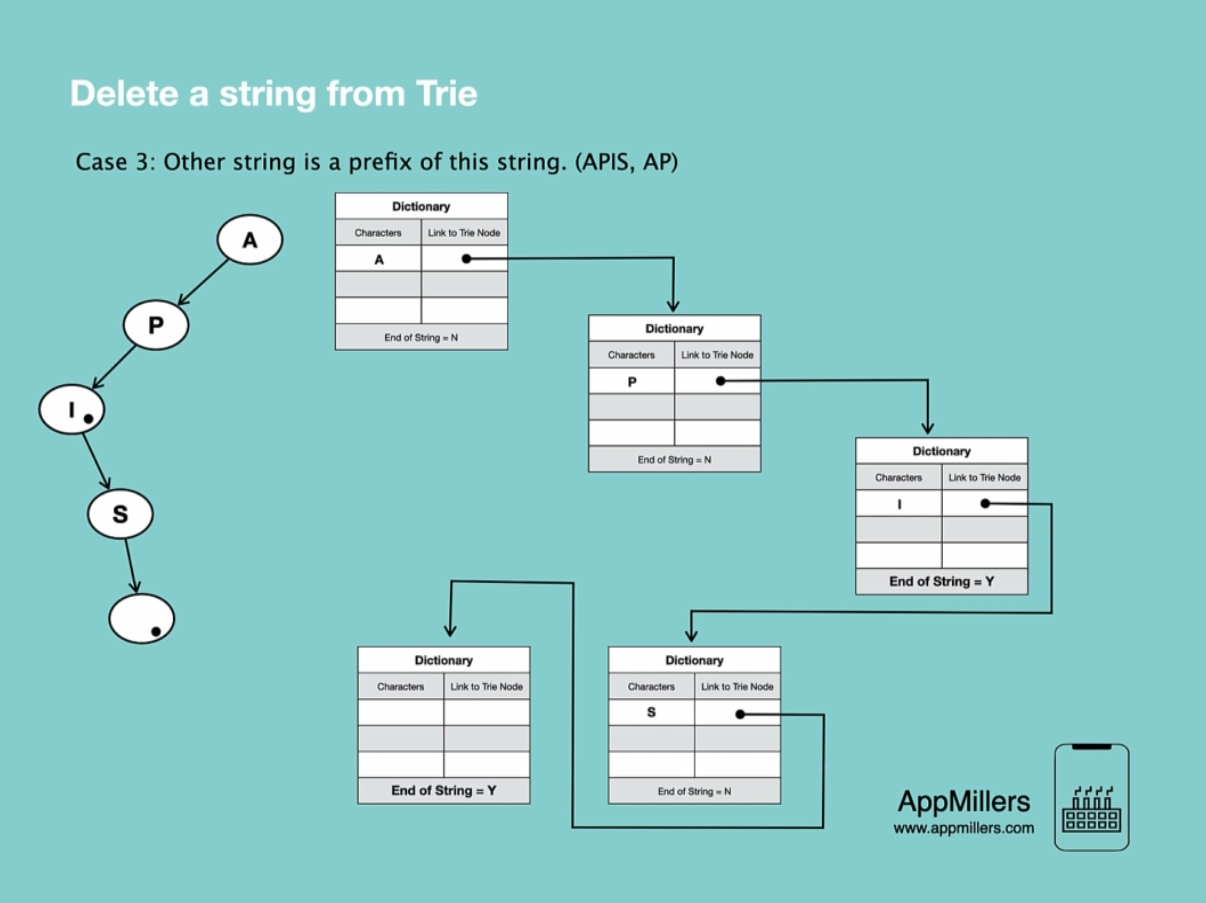 Delete a string from Trie
Case 3: Other string is a prefix of this string. (APIS, AP)
A
P
I
S
Dictionary
Characters Link to Trie Node
A
End of String = N
Dictionary
Characters Link to Trie Node
P
End of String = N
Dictionary
Characters Link to Trie Node
I
End of String = Y
Dictionary
Characters Link to Trie Node
End of String = Y
Dictionary
Characters Link to Trie Node
S
End of String = N
AppMillers
www.appmillers.com